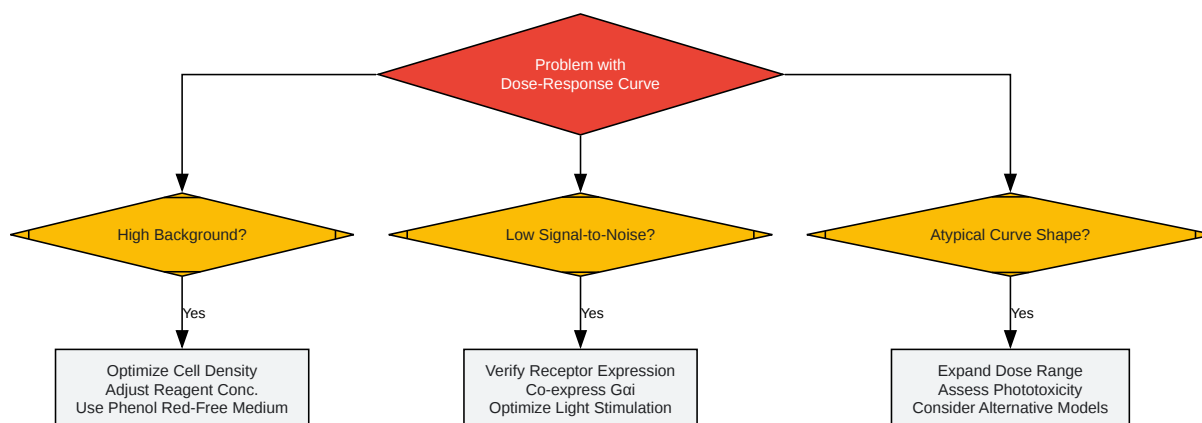 Problem with
Dose-Response Curve
High Background?
Low Signal-to-Noise?
Atypical Curve Shape?
Yes
Yes
Yes
Optimize Cell Density
Adjust Reagent Conc.
Use Phenol Red-Free Medium
Verify Receptor Expression
Co-express Gαi
Optimize Light Stimulation
Expand Dose Range
Assess Phototoxicity
Consider Alternative Models